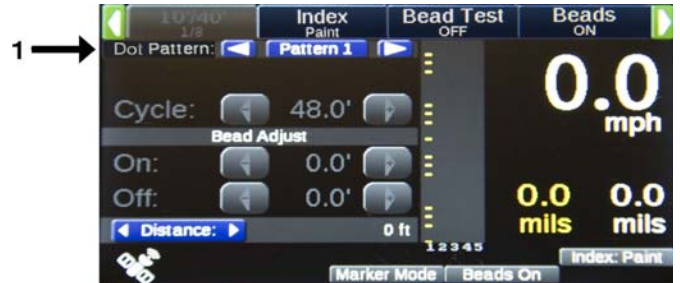 10'/40' Index Bead Test Beads
1/8 Paint OFF ON
1
Dot Pattern: Pattern 1
0.0
mph
Cycle: 48.0'
Bead Adjust
On: 0.0'
Off: 0.0'
0.0 0.0
mils mils
Distance: 0 ft
12345
Index: Paint
Marker Mode Beads On